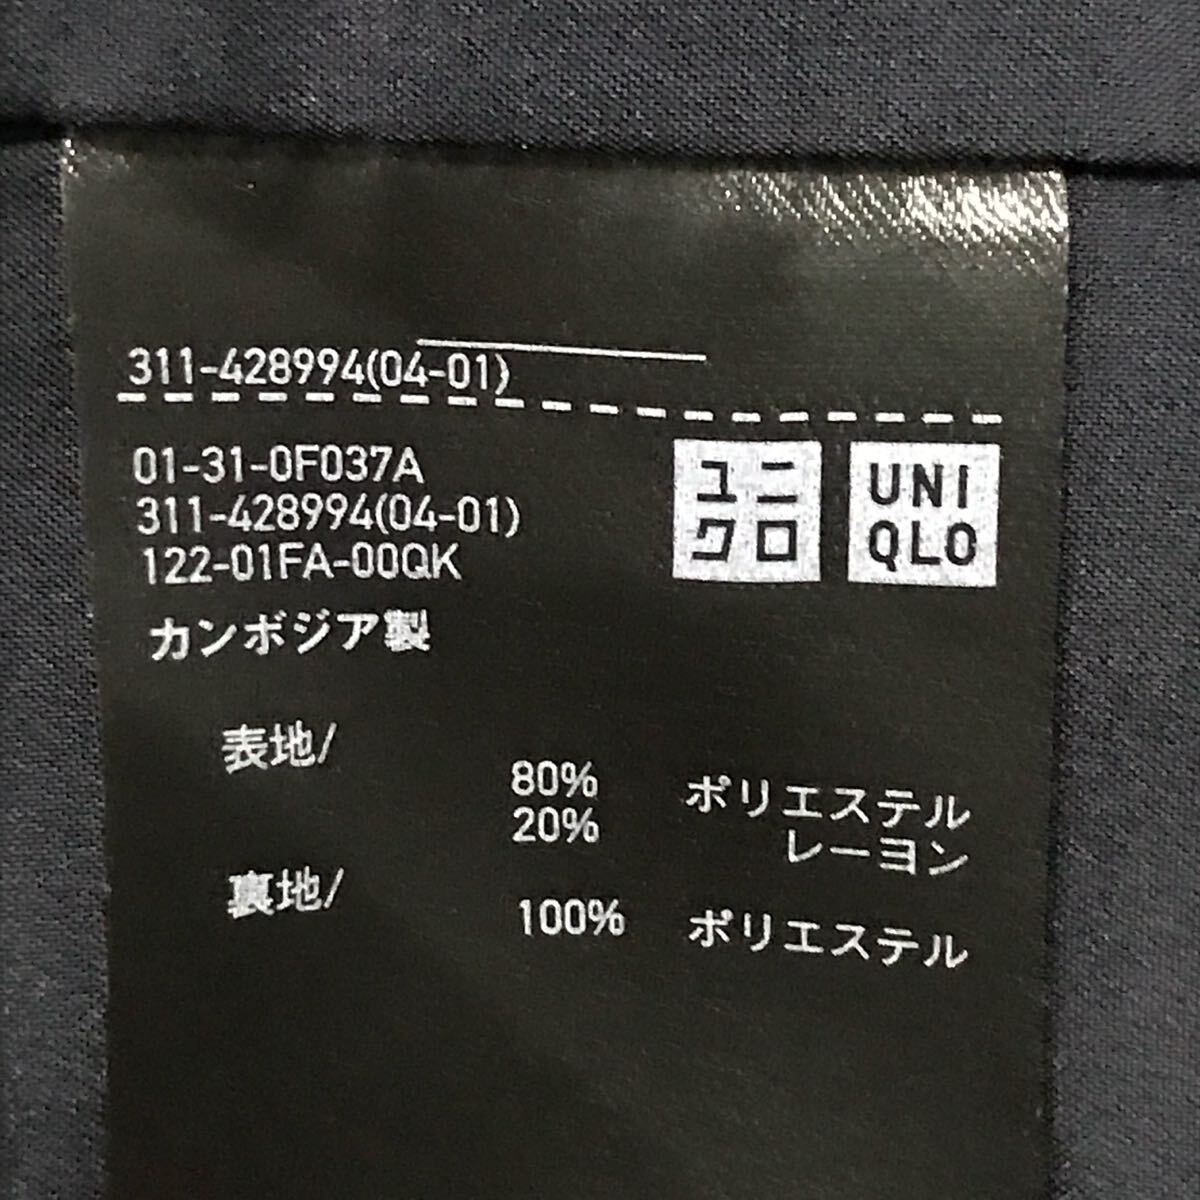 311-428994(04-01)
01-31-0F037A
311-428994(04-01)
122-01FA-00QK
カンボジア製
ユニ
クロ
UNI
QLO
表地/
80% ポリエステル
20% レーヨン
裏地/
100% ポリエステル